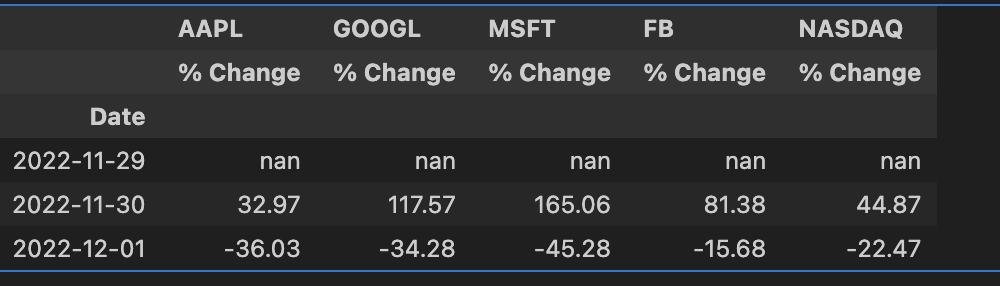 AAPL GOOGL MSFT FB NASDAQ
% Change % Change % Change % Change % Change
Date
2022-11-29 nan nan nan nan nan
2022-11-30 32.97 117.57 165.06 81.38 44.87
2022-12-01 -36.03 -34.28 -45.28 -15.68 -22.47